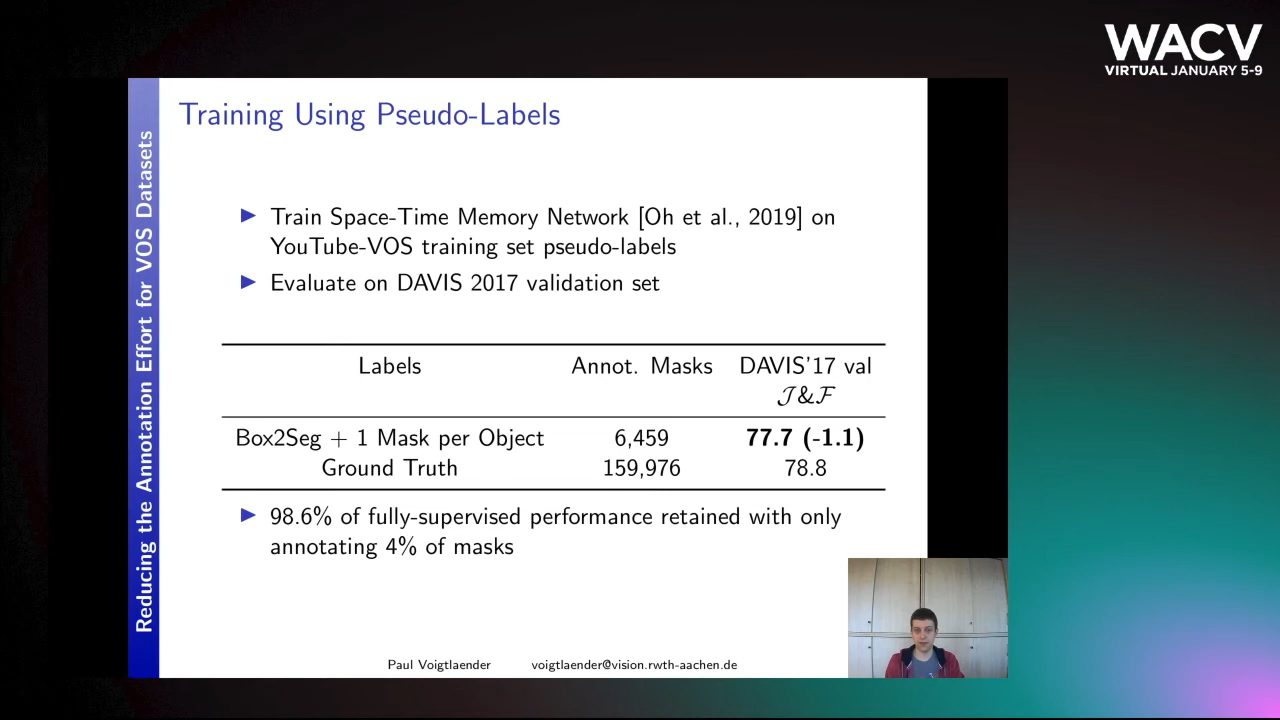 WACV
VIRTUAL JANUARY 5-9
Reducing the Annotation Effort for VOS Datasets
Training Using Pseudo-Labels
▶ Train Space-Time Memory Network [Oh et al., 2019] on
YouTube-VOS training set pseudo-labels
▶ Evaluate on DAVIS 2017 validation set
Labels Annot. Masks DAVIS'17 val
J&F
Box2Seg + 1 Mask per Object 6,459 77.7 (-1.1)
Ground Truth 159,976 78.8
▶ 98.6% of fully-supervised performance retained with only
annotating 4% of masks
Paul Voigtlaender voigtlaender@vision.rwth-aachen.de